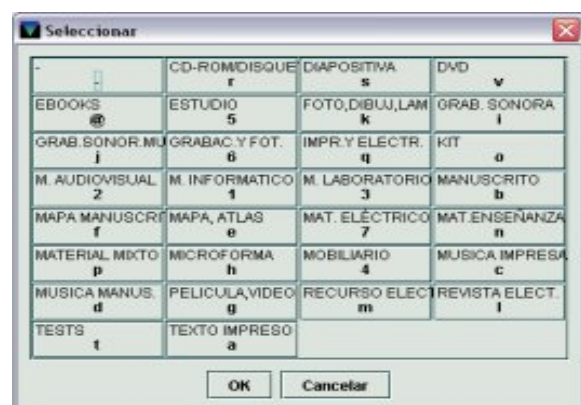 Seleccionar
- CD-ROM/DISQUE DIAPOSITIVA DVD
- r s v
EBOOKS ESTUDIO FOTO,DIBUJ,LAM GRAB. SONORA
@ 5 k i
GRAB.SONOR.MU GRABAC.Y FOT. IMPR.Y ELECTR. KIT
j 6 q o
M. AUDIOVISUAL M. INFORMATICO M. LABORATORIO MANUSCRITO
2 1 3 b
MAPA MANUSCRI MAPA, ATLAS MAT. ELÉCTRICO MAT.ENSEÑANZA
f e 7 n
MATERIAL MIXTO MICROFORMA MOBILIARIO MUSICA IMPRESA
p h 4 c
MUSICA MANUS. PELICULA,VIDEO RECURSO ELECT REVISTA ELECT.
d g m l
TESTS TEXTO IMPRESO
t a
OK Cancelar